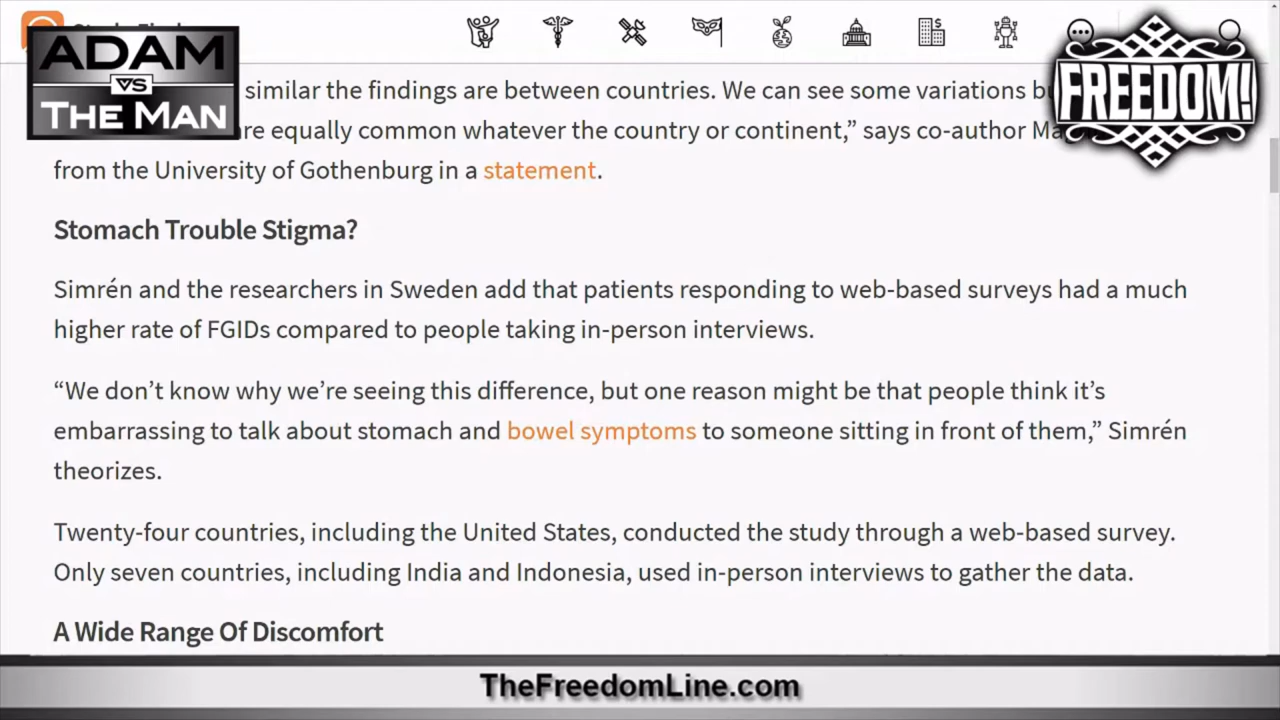 ADAM
VS
THE MAN
FREEDOM!
similar the findings are between countries. We can see some variations
re equally common whatever the country or continent,” says co-author
from the University of Gothenburg in a statement.
Stomach Trouble Stigma?
Simrén and the researchers in Sweden add that patients responding to web-based surveys had a much
higher rate of FGIDs compared to people taking in-person interviews.
“We don’t know why we’re seeing this difference, but one reason might be that people think it’s
embarrassing to talk about stomach and bowel symptoms to someone sitting in front of them,” Simrén
theorizes.
Twenty-four countries, including the United States, conducted the study through a web-based survey.
Only seven countries, including India and Indonesia, used in-person interviews to gather the data.
A Wide Range Of Discomfort
TheFreedomLine.com